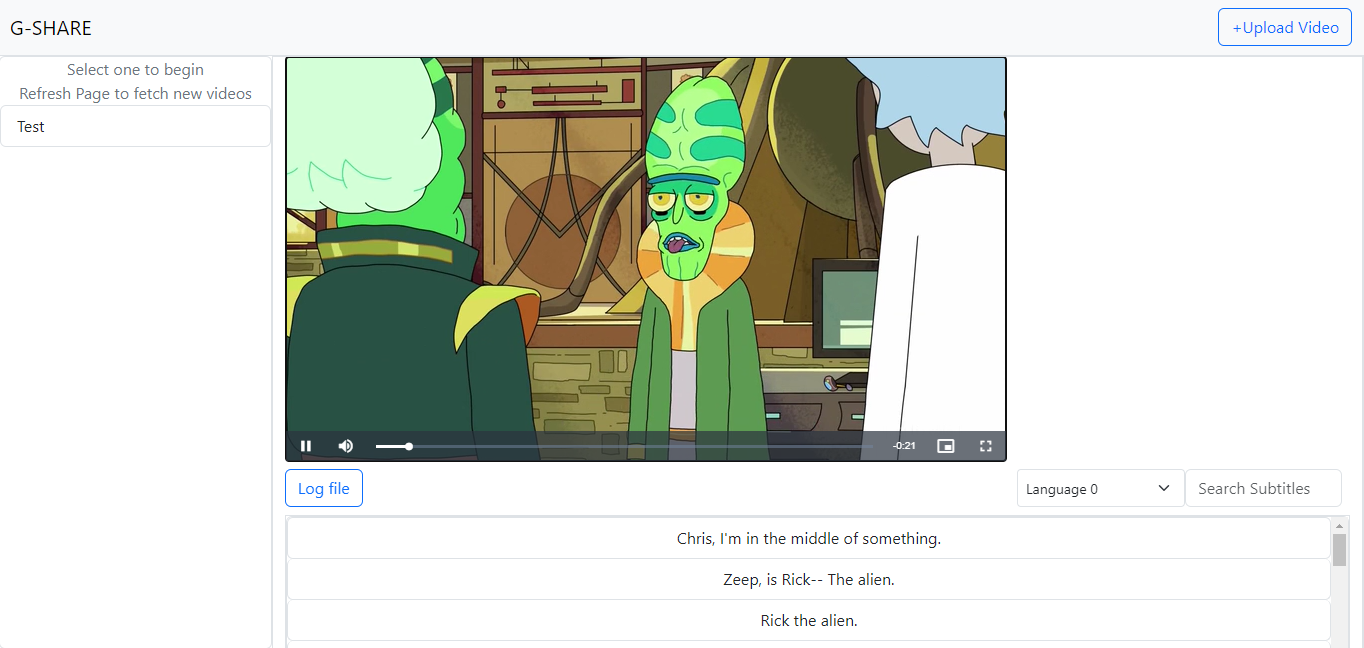 G-SHARE
+Upload Video
Select one to begin
Refresh Page to fetch new videos
Test
-0:21
Log file
Language 0
Search Subtitles
Chris, I'm in the middle of something.
Zeep, is Rick-- The alien.
Rick the alien.